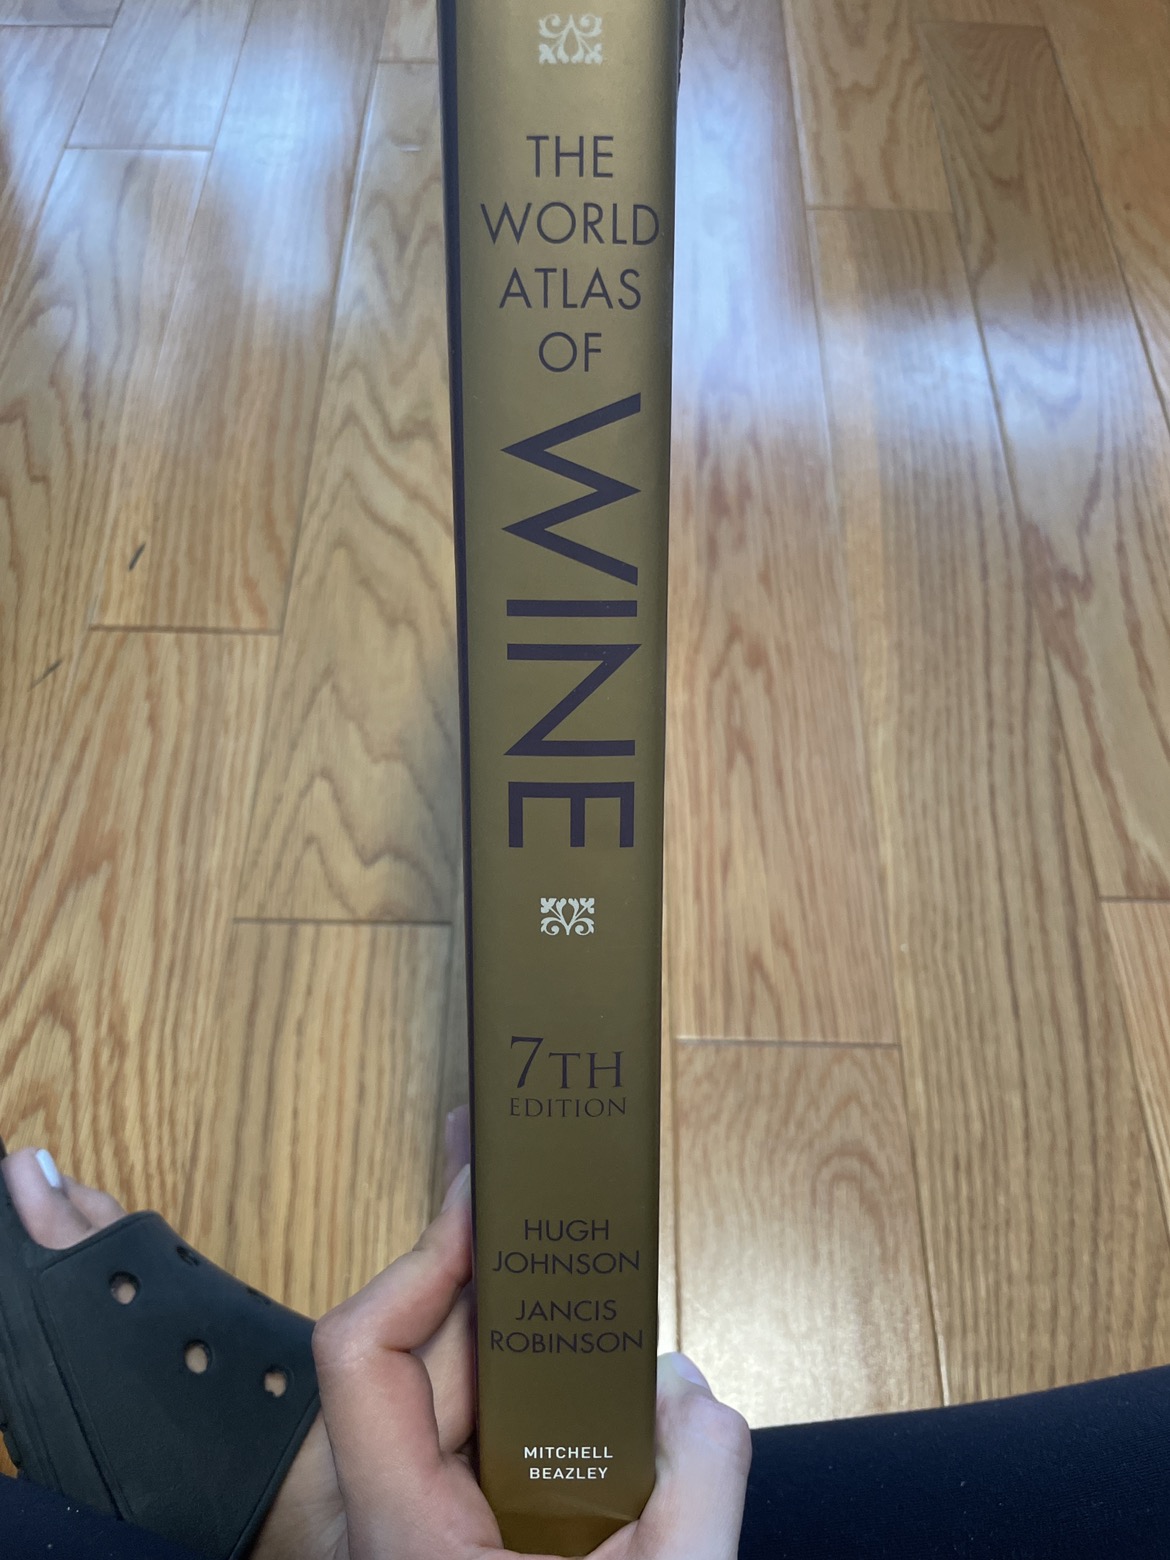 THE
WORLD
ATLAS
OF
WINE
7TH
EDITION
HUGH
JOHNSON
JANCIS
ROBINSON
MITCHELL
BEAZLEY